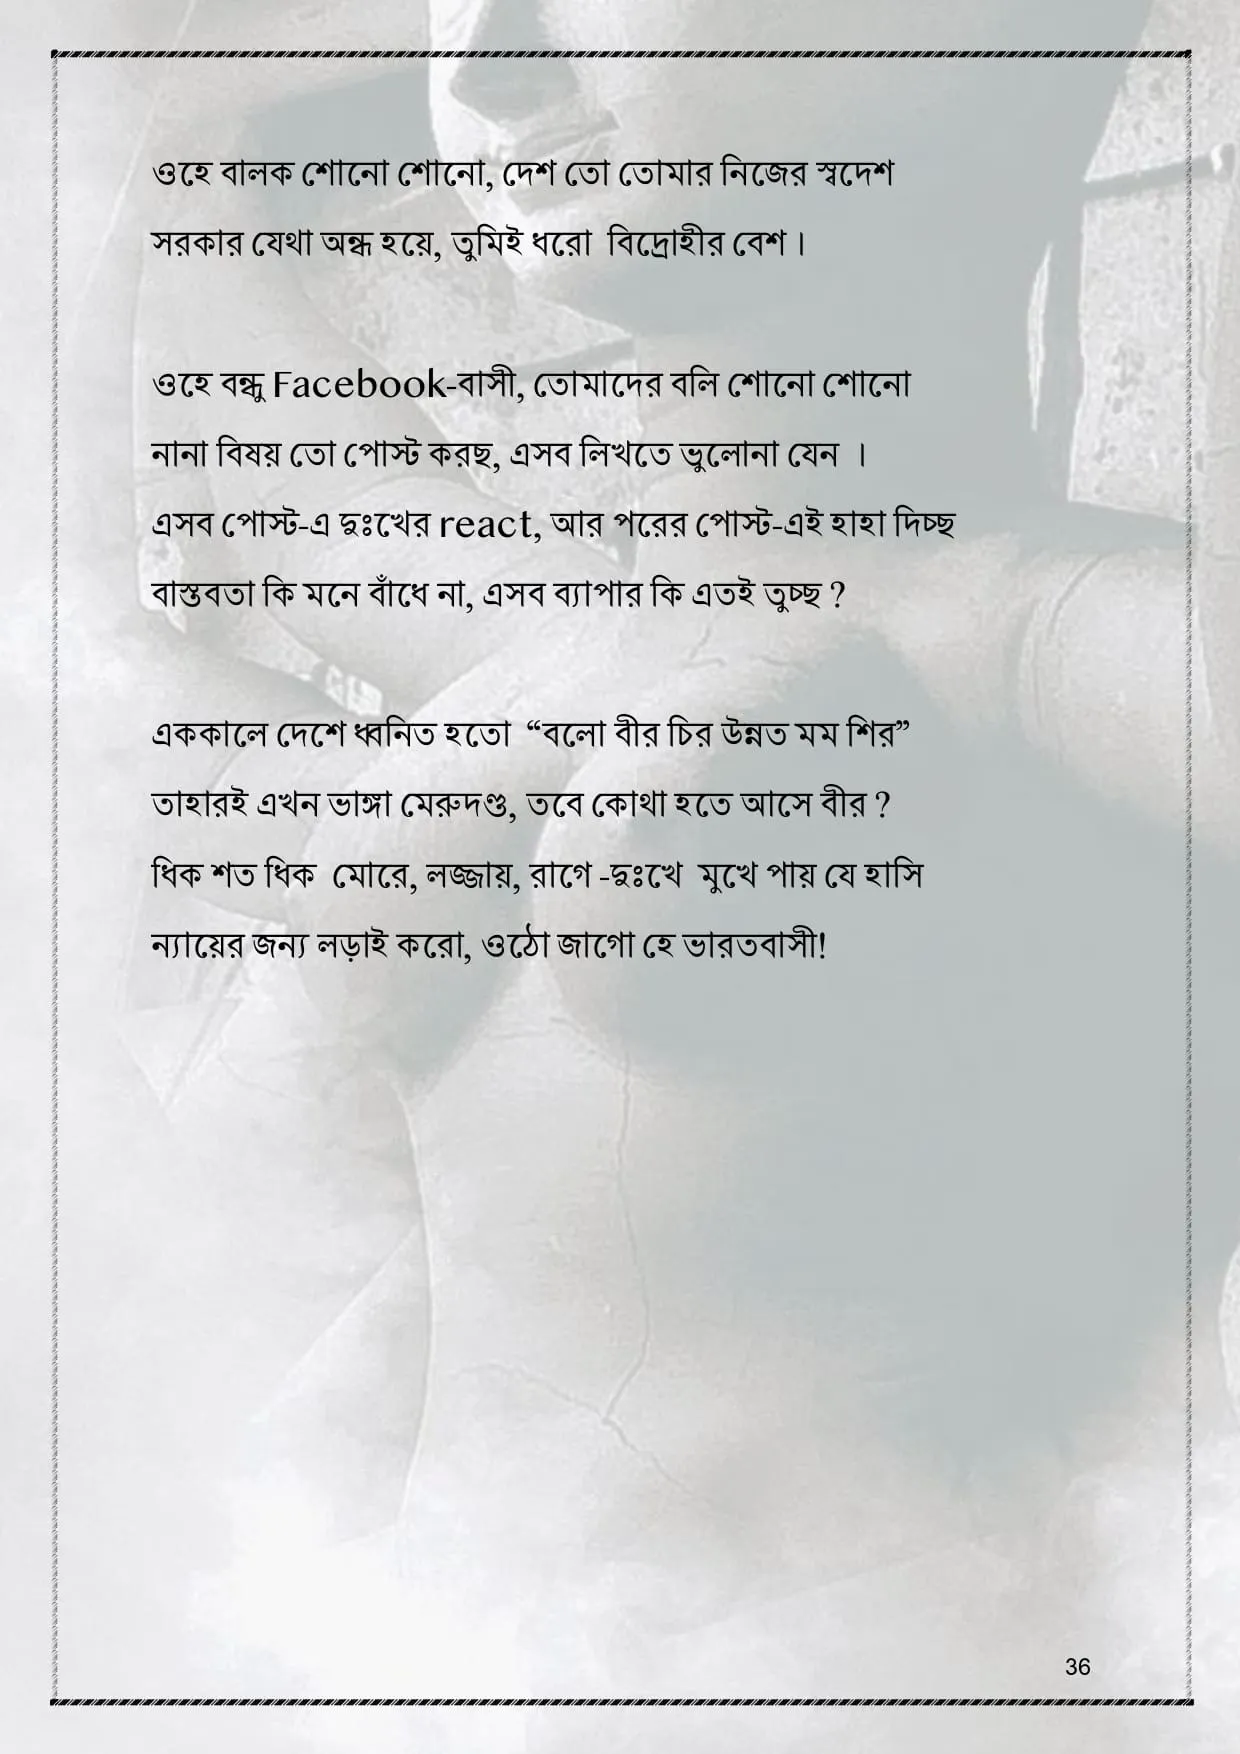 ওহে বালক শোনো শোনো, দেশ তো তোমার নিজের স্বদেশ
সরকার যেথা অন্ধ হয়ে, তুমিই ধরো বিদ্রোহীর বেশ।
ওহে বন্ধু Facebook-বাসী, তোমাদের বলি শোনো শোনো
নানা বিষয় তো পোস্ট করছ, এসব লিখতে ভুলোনা যেন ।
এসব পোস্ট-এ দুঃখের react, আর পরের পোস্ট-এই হাহা দিচ্ছ
বাস্তবতা কি মনে বাঁধে না, এসব ব্যাপার কি এতই তুচ্ছ ?
এককালে দেশে ধ্বনিত হতো “বলো বীর চির উন্নত মম শির”
তাহারই এখন ভাঙ্গা মেরুদণ্ড, তবে কোথা হতে আসে বীর ?
ধিক শত ধিক মোরে, লজ্জায়, রাগে -দুঃখে মুখে পায় যে হাসি
ন্যায়ের জন্য লড়াই করো, ওঠো জাগো হে ভারতবাসী!
36